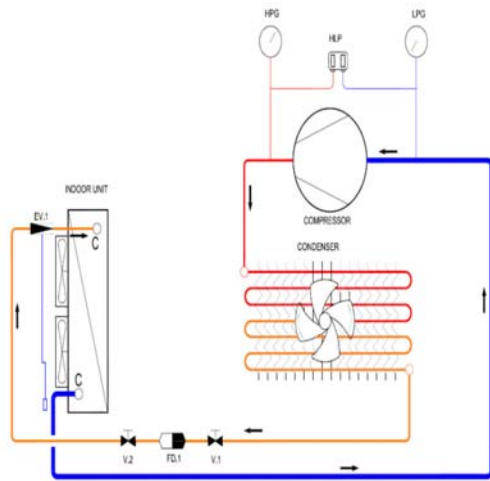 HPG
LPG
HLP
COMPRESSOR
INDOOR UNIT
EV.1
C
CONDENSER
C
V.2
FD.1
V.1